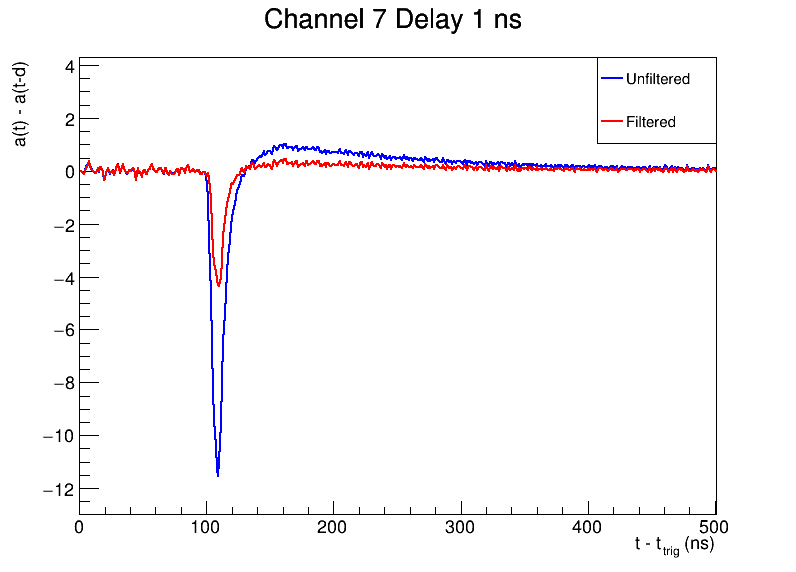 Channel 7 Delay 1 ns
a(t) - a(t-d)
Unfiltered
Filtered
4
2
0
−2
−4
−6
−8
−10
−12
0 100 200 300 400 500
t - t_trig (ns)